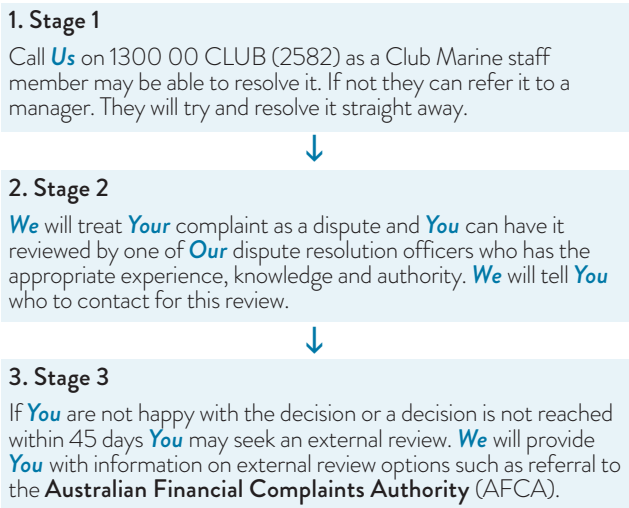 1. Stage 1
Call Us on 1300 00 CLUB (2582) as a Club Marine staff
member may be able to resolve it. If not they can refer it to a
manager. They will try and resolve it straight away.
↓
2. Stage 2
We will treat Your complaint as a dispute and You can have it
reviewed by one of Our dispute resolution officers who has the
appropriate experience, knowledge and authority. We will tell You
who to contact for this review.
↓
3. Stage 3
If You are not happy with the decision or a decision is not reached
within 45 days You may seek an external review. We will provide
You with information on external review options such as referral to
the Australian Financial Complaints Authority (AFCA).